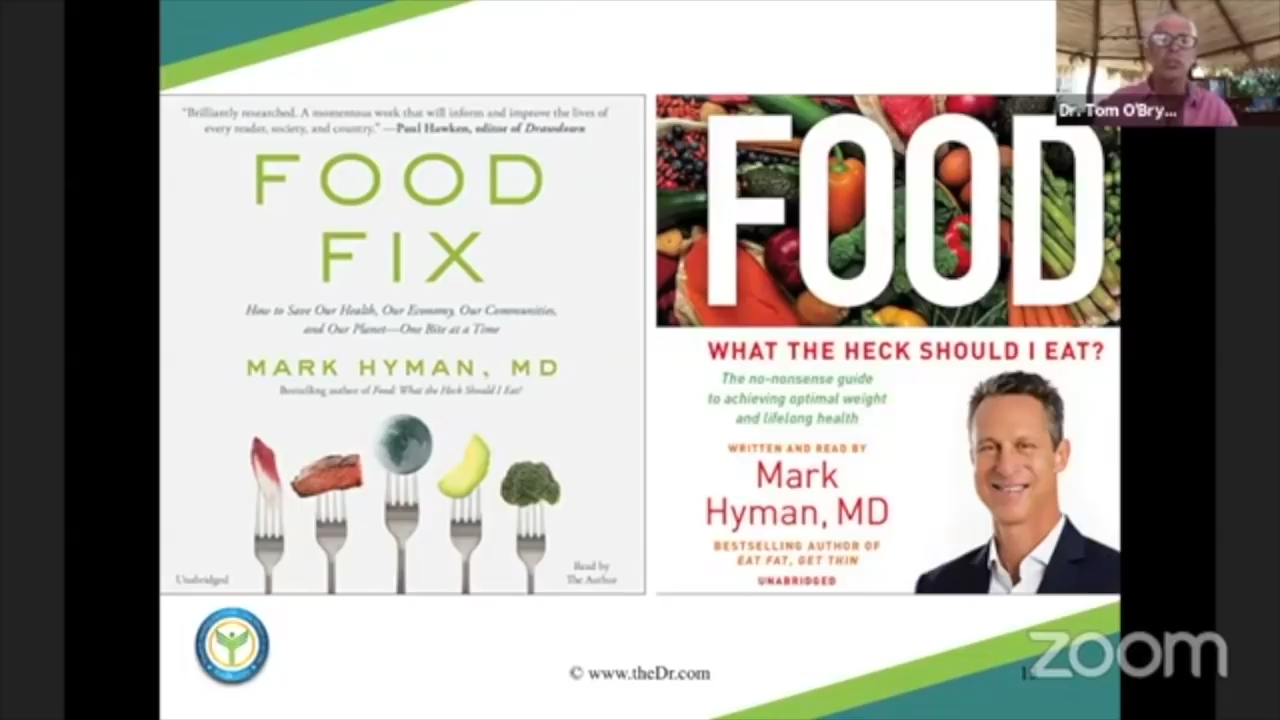 "Brilliantly researched. A momentous work that will inform and improve the lives of
every reader, society, and country." —Paul Hawken, editor of Drawdown
FOOD
FIX
How to Save Our Health, Our Economy, Our Communities,
and Our Planet—One Bite at a Time
MARK HYMAN, MD
Bestselling author of Food: What the Heck Should I Eat?
Unabridged
Read by
The Author
FOOD
WHAT THE HECK SHOULD I EAT?
The no-nonsense guide
to achieving optimal weight
and lifelong health
WRITTEN AND READ BY
Mark
Hyman, MD
BESTSELLING AUTHOR OF
EAT FAT, GET THIN
UNABRIDGED
Dr. Tom O'Bry...
© www.theDr.com
zoom